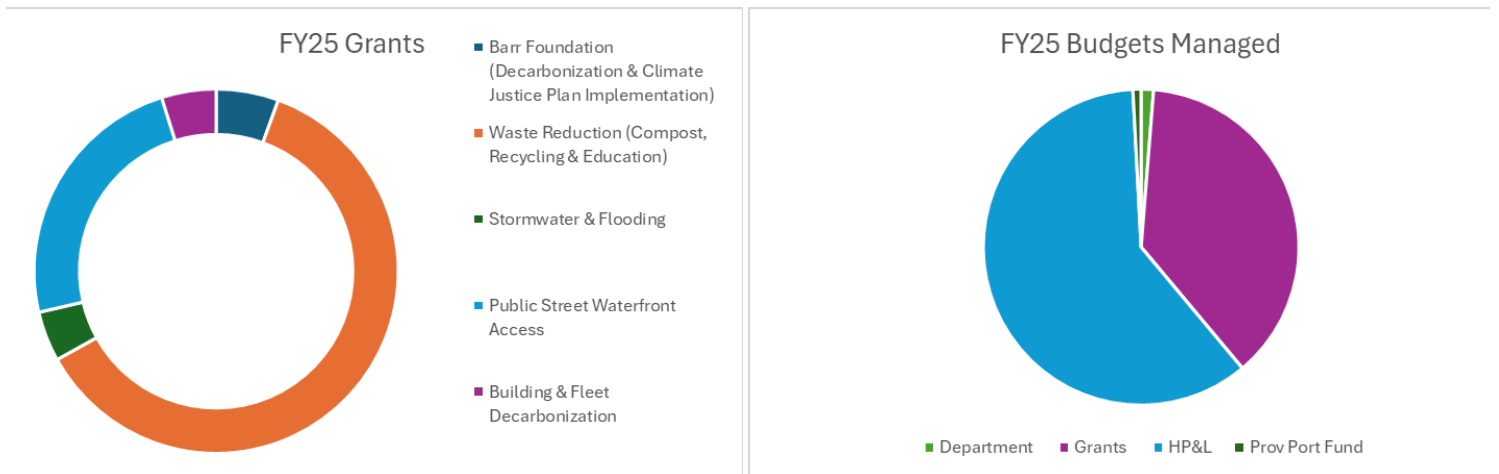 FY25 Grants
Barr Foundation
(Decarbonization & Climate
Justice Plan Implementation)
Waste Reduction (Compost,
Recycling & Education)
Stormwater & Flooding
Public Street Waterfront
Access
Building & Fleet
Decarbonization
FY25 Budgets Managed
Department Grants HP&L Prov Port Fund